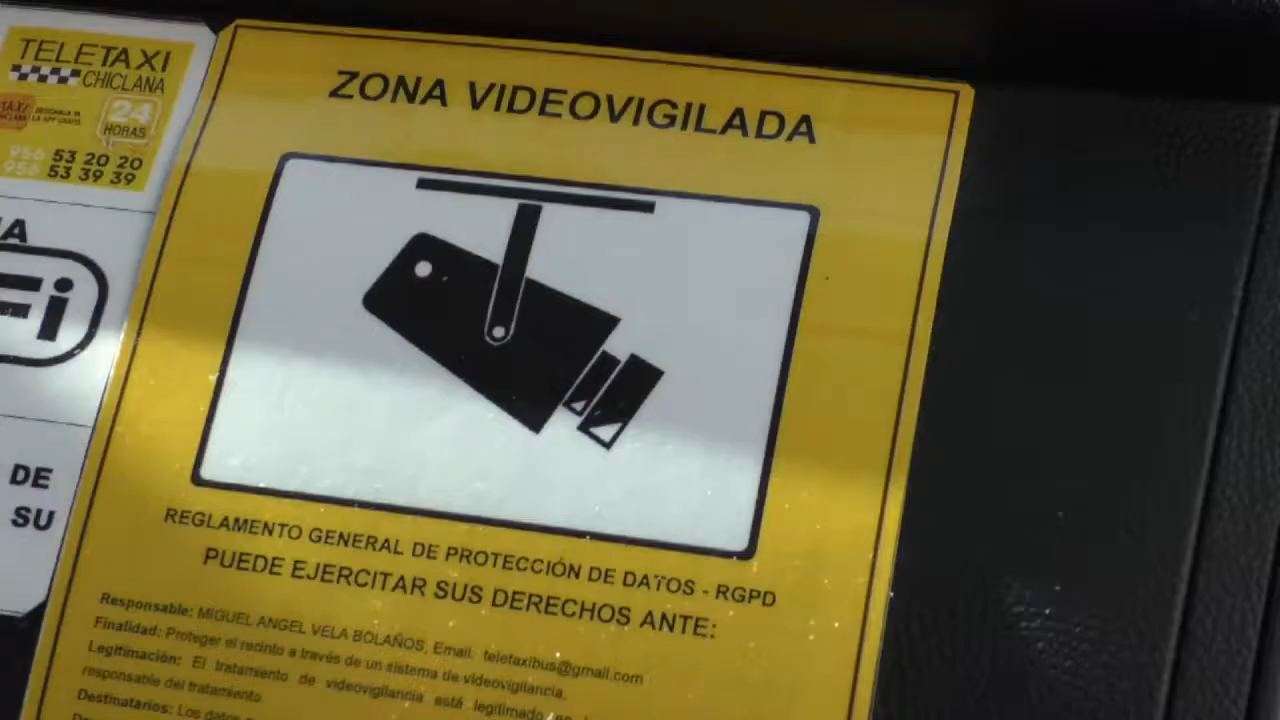 TELETAXI
CHICLANA
24
HORAS
956 53 20 20
956 53 39 39
Fi
DE
SU
ZONA VIDEOVIGILADA
REGLAMENTO GENERAL DE PROTECCIÓN DE DATOS - RGPD
PUEDE EJERCITAR SUS DERECHOS ANTE:
Responsable: MIGUEL ANGEL VELA BOLAÑOS, Email: teletaxibus@gmail.com
Finalidad: Proteger el recinto a través de un sistema de videovigilancia.
Legitimación: El tratamiento de videovigilancia está legitimado
responsable del tratamiento
Destinatarios: Los datos